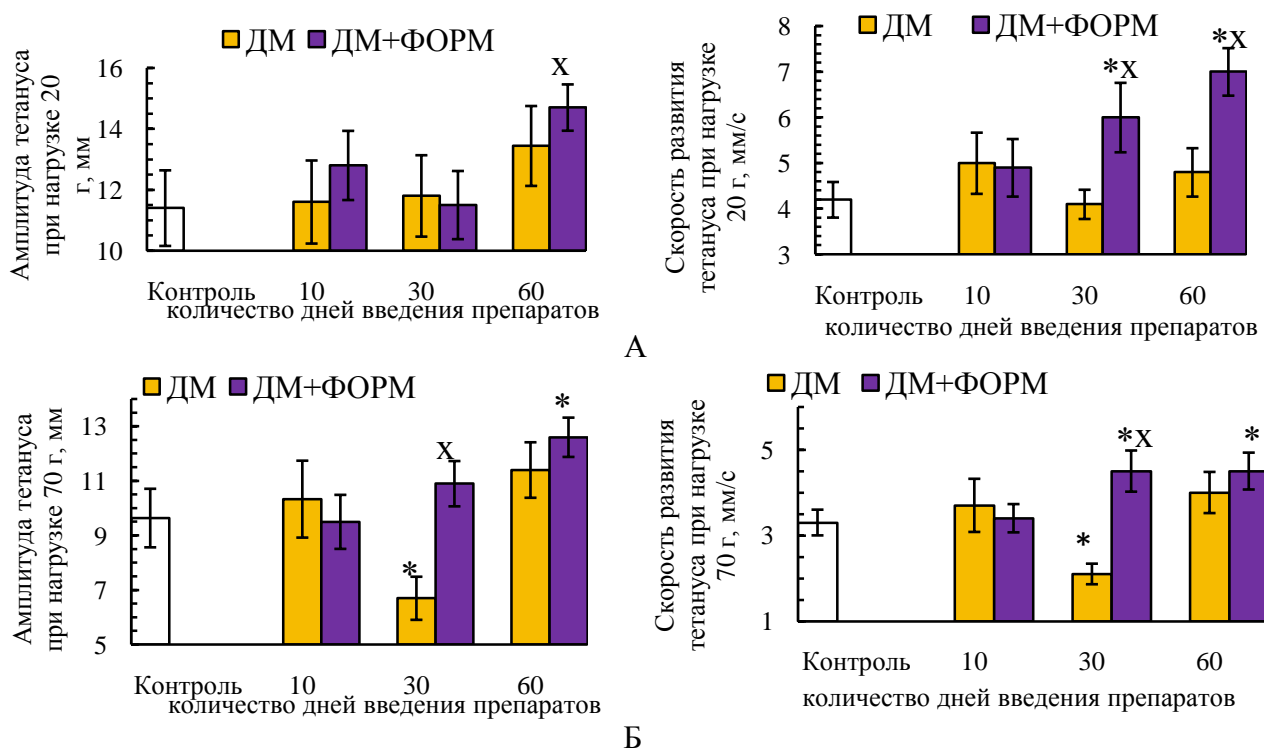 ДМ ДМ+ФОРМ
Амплитуда тетануса
при нагрузке 20
г, мм
16
14
12
10
X
Контроль 10 30 60
количество дней введения препаратов
ДМ ДМ+ФОРМ
Скорость развития
тетануса при нагрузке
20 г, мм/с
8
7
6
5
4
3
*X
*X
Контроль 10 30 60
количество дней введения препаратов
А
ДМ ДМ+ФОРМ
Амплитуда тетануса
при нагрузке 70 г, мм
13
11
9
7
5
*
X
*
Контроль 10 30 60
количество дней введения препаратов
ДМ ДМ+ФОРМ
Скорость развития
тетануса при нагрузке
70 г, мм/с
5
3
1
*
*X
*
Контроль 10 30 60
количество дней введения препаратов
Б